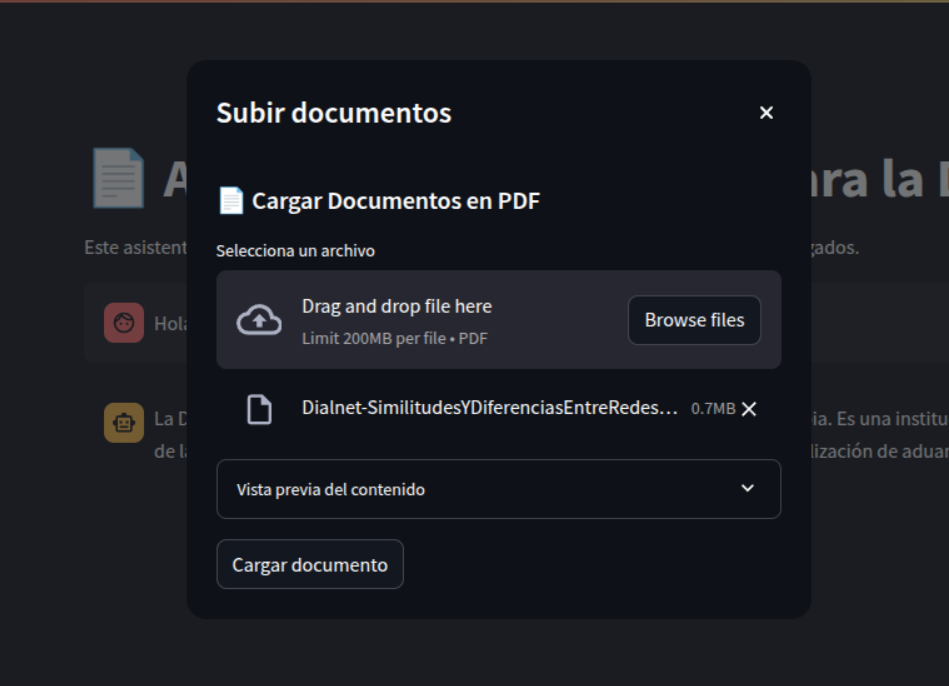 Subir documentos
Cargar Documentos en PDF
ara la
Selecciona un archivo
Este asistent
gados.
Drag and drop file here
Limit 200MB per file • PDF
Browse files
Hola
Dialnet-SimilitudesYDiferenciasEntreRedes... 0.7MB
La D
ia. Es una institu
de la
lización de aduan
Vista previa del contenido
Cargar documento